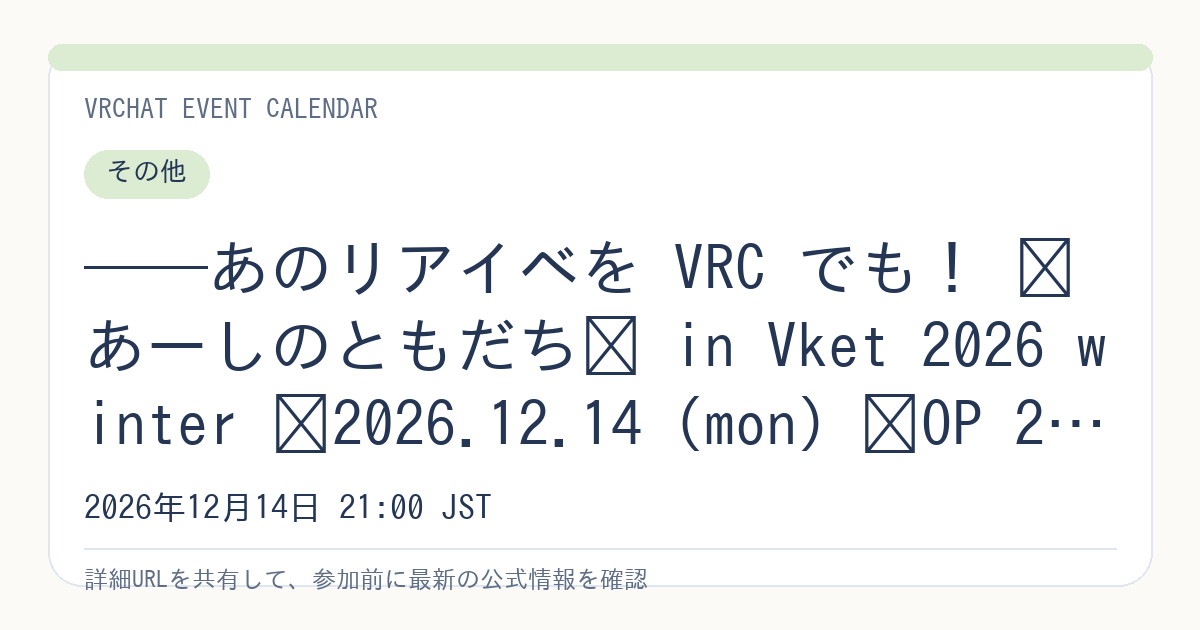 VRCHAT EVENT CALENDAR
その他
――あのリアイベを VRC でも！
あーしのともだち in Vket 2026 w
inter 2026.12.14 (mon) OP 2…
2026年12月14日 21:00 JST
詳細URLを共有して、参加前に最新の公式情報を確認